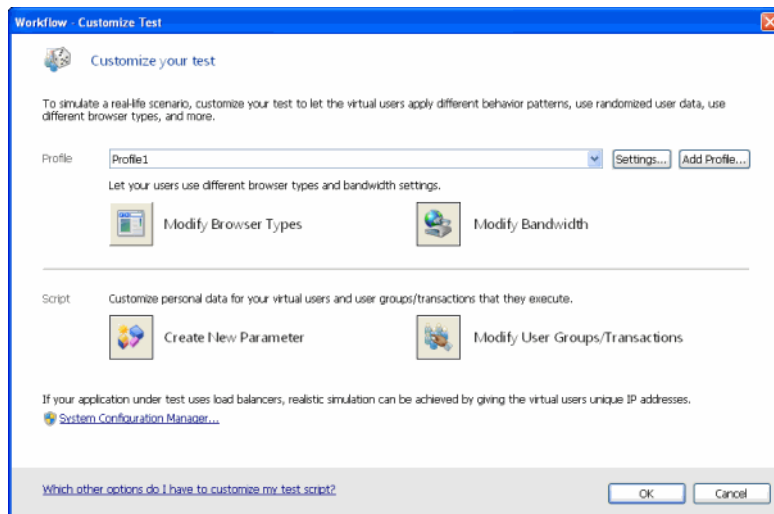 Workflow - Customize Test
Customize your test
To simulate a real-life scenario, customize your test to let the virtual users apply different behavior patterns, use randomized user data, use
different browser types, and more.
Profile Profile1 Settings... Add Profile...
Let your users use different browser types and bandwidth settings.
Modify Browser Types Modify Bandwidth
Script Customize personal data for your virtual users and user groups/transactions that they execute.
Create New Parameter Modify User Groups/Transactions
If your application under test uses load balancers, realistic simulation can be achieved by giving the virtual users unique IP addresses.
System Configuration Manager...
Which other options do I have to customize my test script? OK Cancel